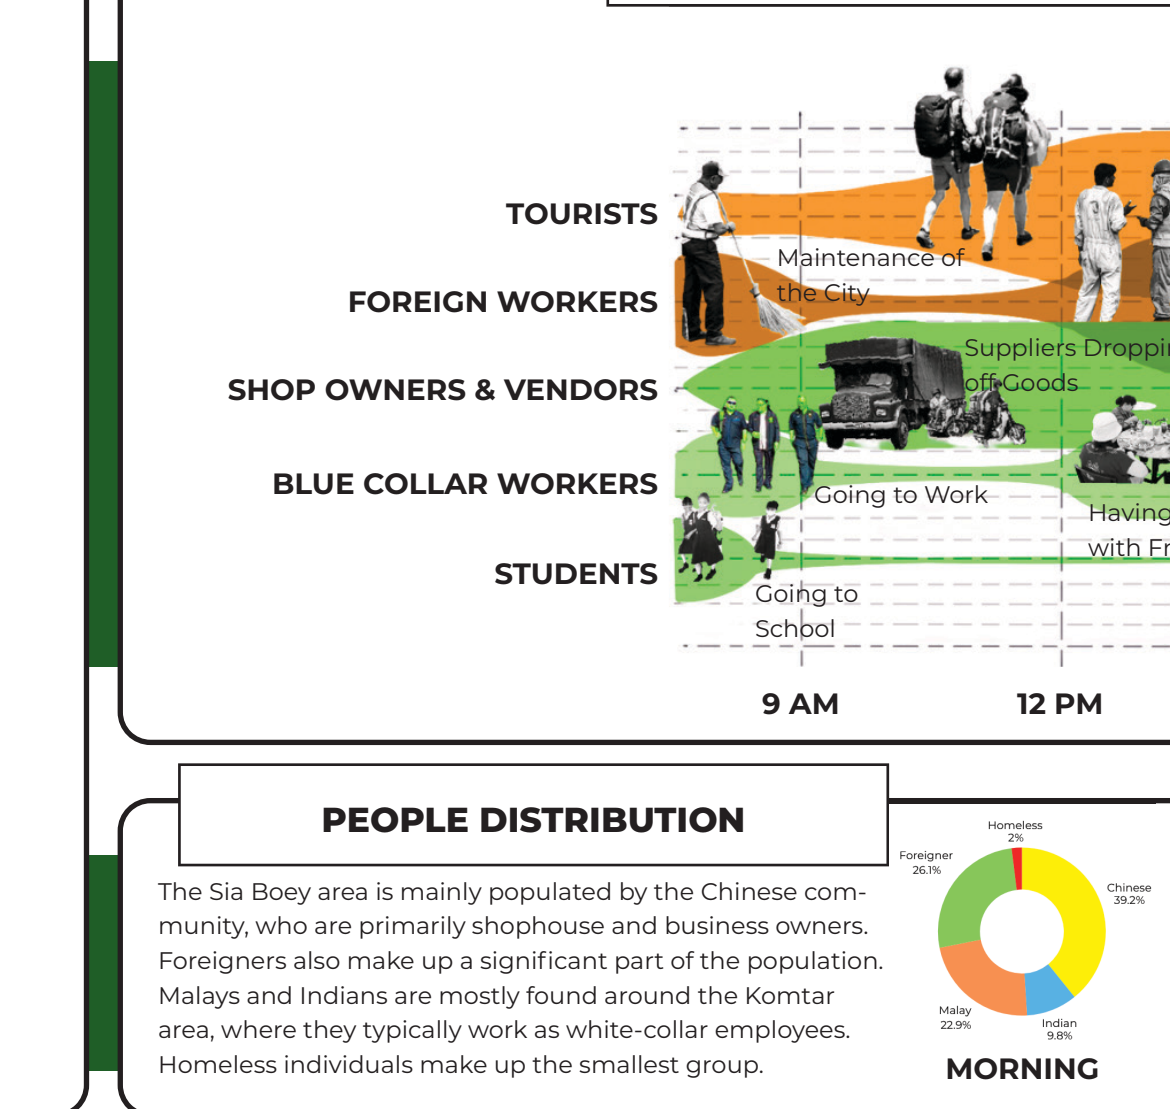 TOURISTS
Maintenance of
the City
FOREIGN WORKERS
Suppliers Droppin
off Goods
SHOP OWNERS & VENDORS
BLUE COLLAR WORKERS
Going to Work
Having
with Fr
STUDENTS
Going to
School
9 AM
12 PM
PEOPLE DISTRIBUTION
The Sia Boey area is mainly populated by the Chinese com-
munity, who are primarily shophouse and business owners.
Foreigners also make up a significant part of the population.
Malays and Indians are mostly found around the Komtar
area, where they typically work as white-collar employees.
Homeless individuals make up the smallest group.
Homeless
2%
Foreigner
26.1%
Chinese
39.2%
Malay
22.9%
Indian
9.8%
MORNING